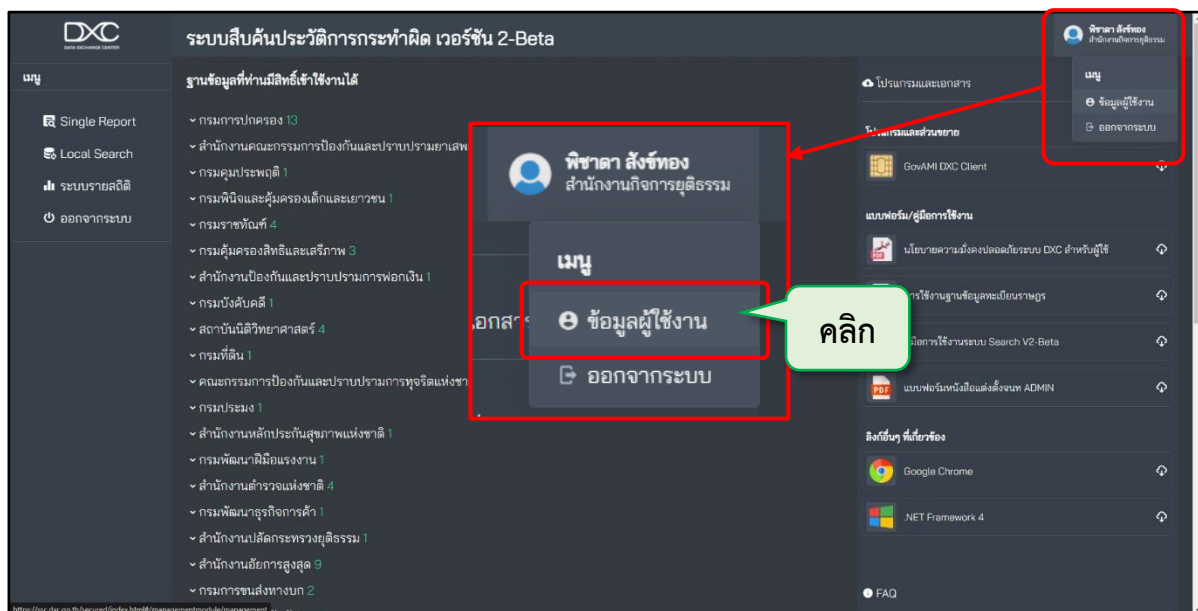 DXC
DATA EXCHANGE CENTER
ระบบสืบค้นประวัติการกระทำผิด เวอร์ชัน 2-Beta
พิชาดา สังข์ทอง
สำนักงานกิจการยุติธรรม
เมนู
ข้อมูลผู้ใช้งาน
ออกจากระบบ
เมนู
Single Report
Local Search
ระบบรายสถิติ
ออกจากระบบ
ฐานข้อมูลที่ท่านมีสิทธิ์เข้าใช้งานได้
กรมการปกครอง 13
สำนักงานคณะกรรมการป้องกันและปราบปรามยาเสพ
กรมคุมประพฤติ 1
กรมพินิจและคุ้มครองเด็กและเยาวชน 1
กรมราชทัณฑ์ 4
กรมคุ้มครองสิทธิและเสรีภาพ 3
สำนักงานป้องกันและปราบปรามการฟอกเงิน 1
กรมบังคับคดี 1
สถาบันนิติวิทยาศาสตร์ 4
กรมที่ดิน 1
คณะกรรมการป้องกันและปราบปรามการทุจริตแห่งชา
กรมประมง 1
สำนักงานหลักประกันสุขภาพแห่งชาติ 1
กรมพัฒนาฝีมือแรงงาน 1
สำนักงานตำรวจแห่งชาติ 4
กรมพัฒนาธุรกิจการค้า 1
สำนักงานปลัดกระทรวงยุติธรรม 1
สำนักงานอัยการสูงสุด 9
กรมการขนส่งทางบก 2
พิชาดา สังข์ทอง
สำนักงานกิจการยุติธรรม
เมนู
อกสาร
ข้อมูลผู้ใช้งาน
ออกจากระบบ
คลิก
โปรแกรมและเอกสาร
โปรแกรมและส่วนขยาย
GovAMI DXC Client
แบบฟอร์ม/คู่มือการใช้งาน
นโยบายความมั่งคงปลอดภัยระบบ DXC สำหรับผู้ใช้
ารใช้งานฐานข้อมูลทะเบียนราษฎร
มือการใช้งานระบบ Search V2-Beta
แบบฟอร์มหนังสือแต่งตั้งจนท ADMIN
ลิงก์อื่นๆ ที่เกี่ยวข้อง
Google Chrome
.NET Framework 4
FAQ